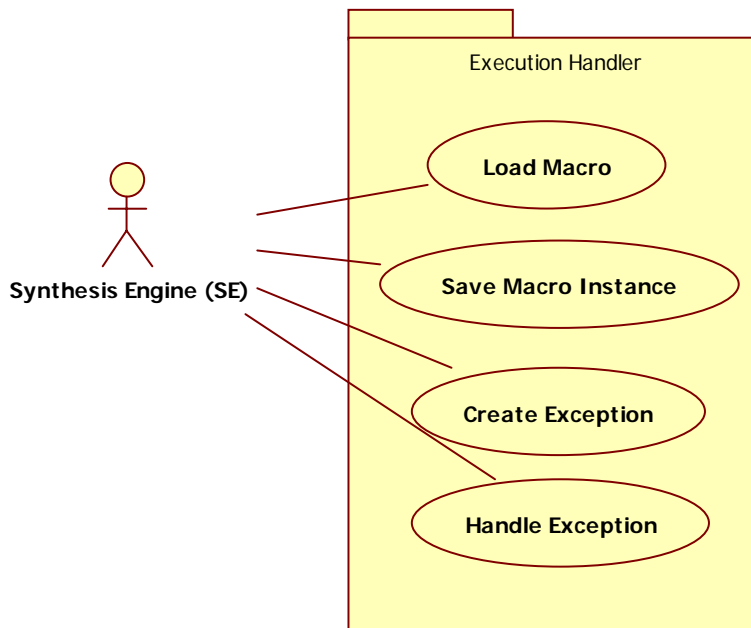 Execution Handler
Load Macro
Synthesis Engine (SE)
Save Macro Instance
Create Exception
Handle Exception